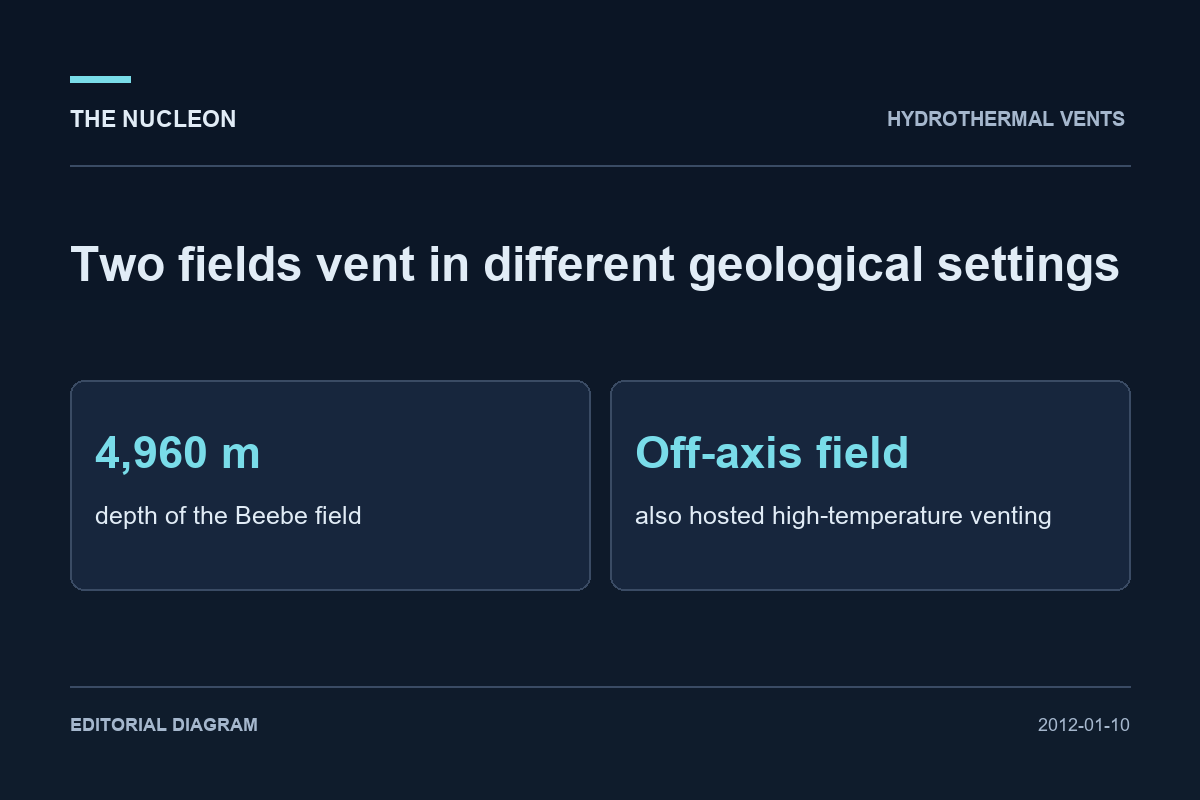 THE NUCLEON
HYDROTHERMAL VENTS
Two fields vent in different geological settings
4,960 m
depth of the Beebe field
Off-axis field
also hosted high-temperature venting
EDITORIAL DIAGRAM
2012-01-10